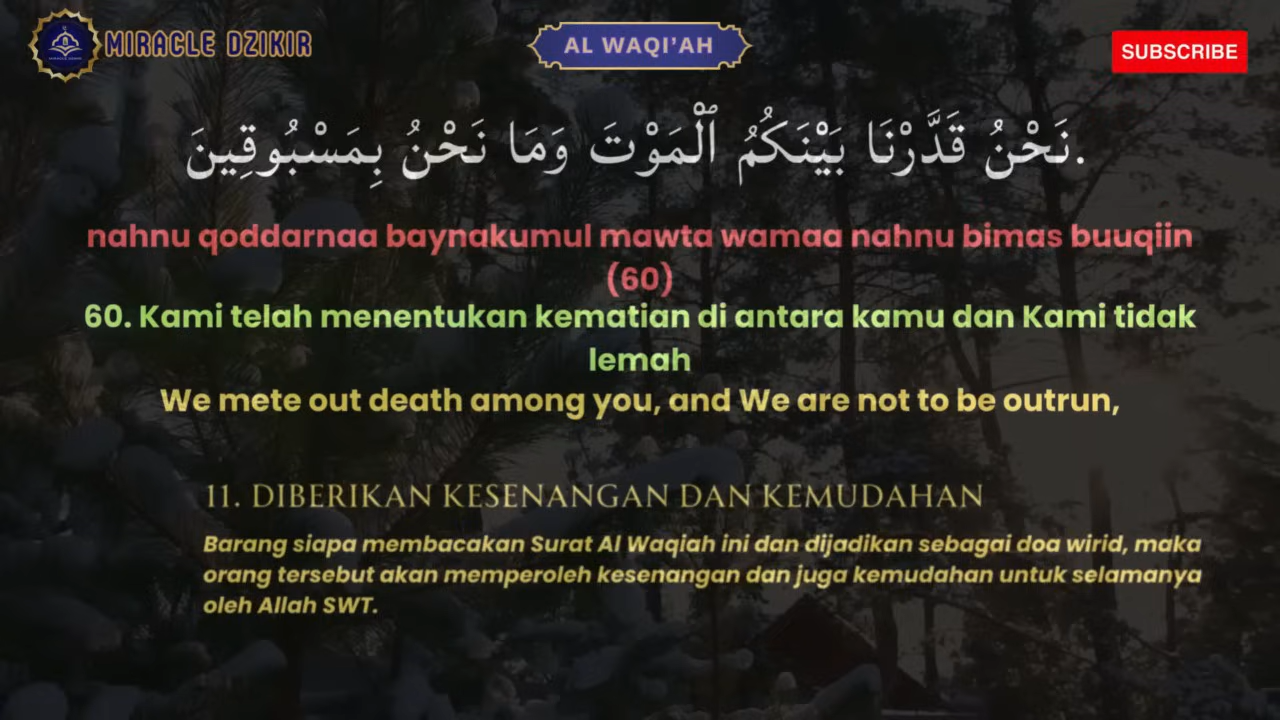 MIRACLE DZIKIR
AL WAQI'AH
SUBSCRIBE
نَحْنُ قَدَّرْنَا بَيْنَكُمُ ٱلْمَوْتَ وَمَا نَحْنُ بِمَسْبُوقِينَ.
nahnu qoddarnaa baynakumul mawta wamaa nahnu bimas buuqiin
(60)
60. Kami telah menentukan kematian di antara kamu dan Kami tidak
lemah
We mete out death among you, and We are not to be outrun,
11. DIBERIKAN KESENANGAN DAN KEMUDAHAN
Barang siapa membacakan Surat Al Waqiah ini dan dijadikan sebagai doa wirid, maka
orang tersebut akan memperoleh kesenangan dan juga kemudahan untuk selamanya
oleh Allah SWT.